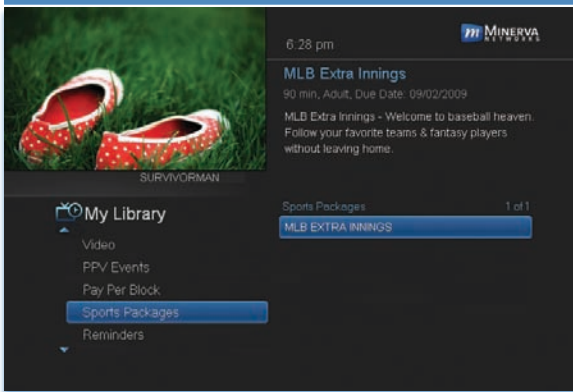 6:28 pm
MINERVA
NETWORKS
MLB Extra Innings
90 min, Adult, Due Date: 09/02/2009
MLB Extra Innings - Welcome to baseball heaven.
Follow your favorite teams & fantasy players
without leaving home.
SURVIVORMAN
My Library
Video
PPV Events
Pay Per Block
Sports Packages
Reminders
Sports Packages 1 of 1
MLB EXTRA INNINGS